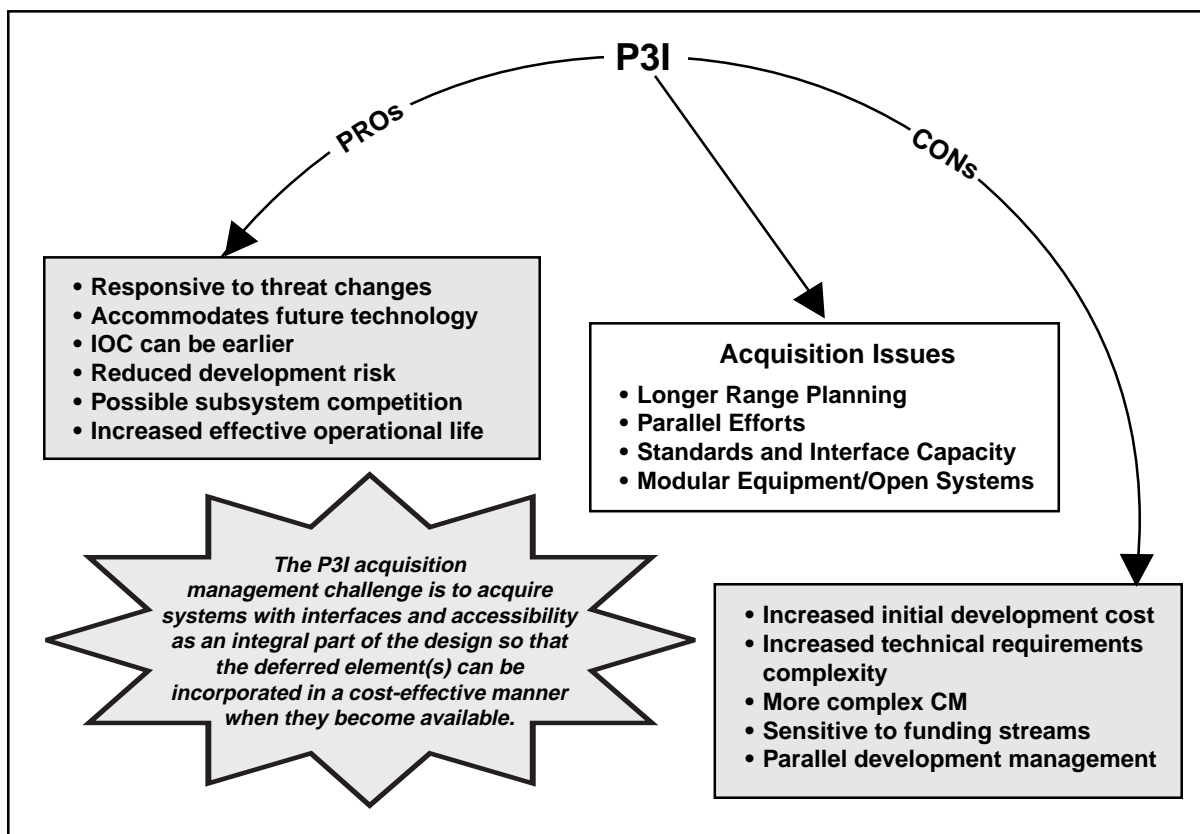 P3I
PROs
CONs
• Responsive to threat changes
• Accommodates future technology
• IOC can be earlier
• Reduced development risk
• Possible subsystem competition
• Increased effective operational life
Acquisition Issues
• Longer Range Planning
• Parallel Efforts
• Standards and Interface Capacity
• Modular Equipment/Open Systems
The P3I acquisition
management challenge is to acquire
systems with interfaces and accessibility
as an integral part of the design so that
the deferred element(s) can be
incorporated in a cost-effective manner
when they become available.
• Increased initial development cost
• Increased technical requirements
complexity
• More complex CM
• Sensitive to funding streams
• Parallel development management